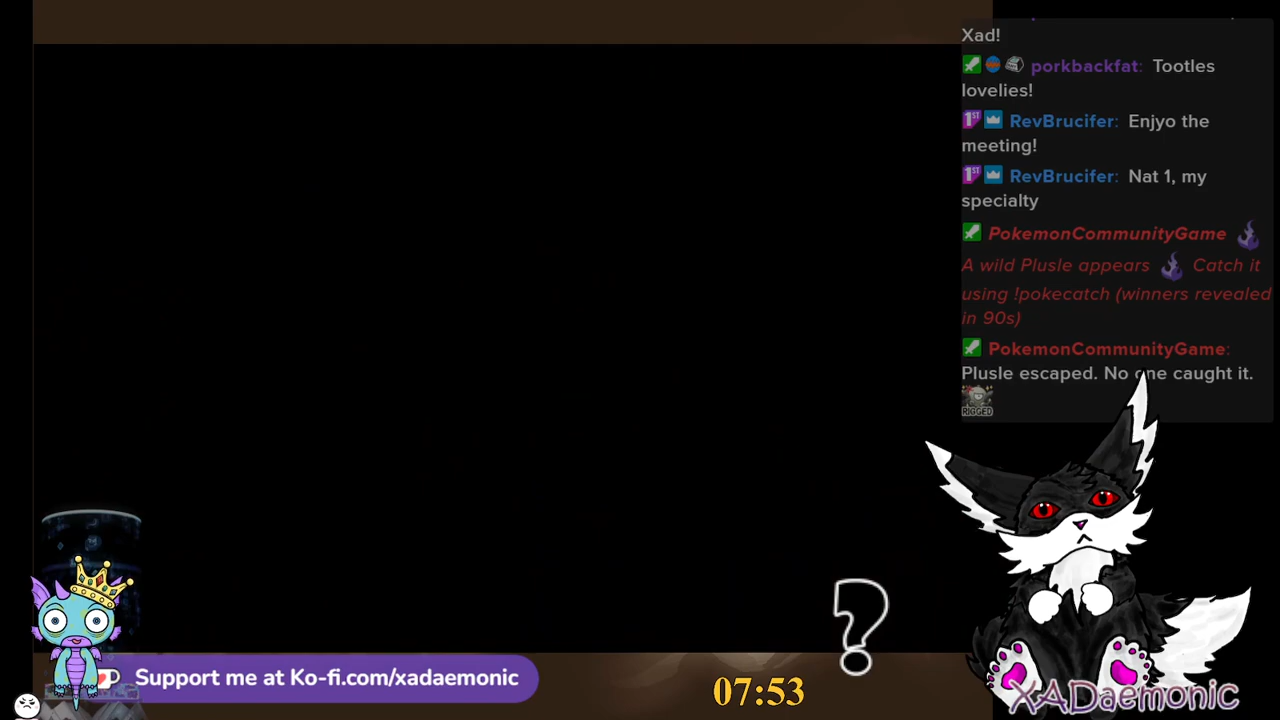 Xad!
porkbackfat: Tootles
lovelies!
1ST RevBrucifer: Enjyo the
meeting!
1ST RevBrucifer: Nat 1, my
specialty
PokemonCommunityGame
A wild Plusle appears Catch it
using !pokecatch (winners revealed
in 90s)
PokemonCommunityGame:
Plusle escaped. No one caught it.
RIGGED
?
Support me at Ko-fi.com/xadaemonic
07:53
XADaemonic